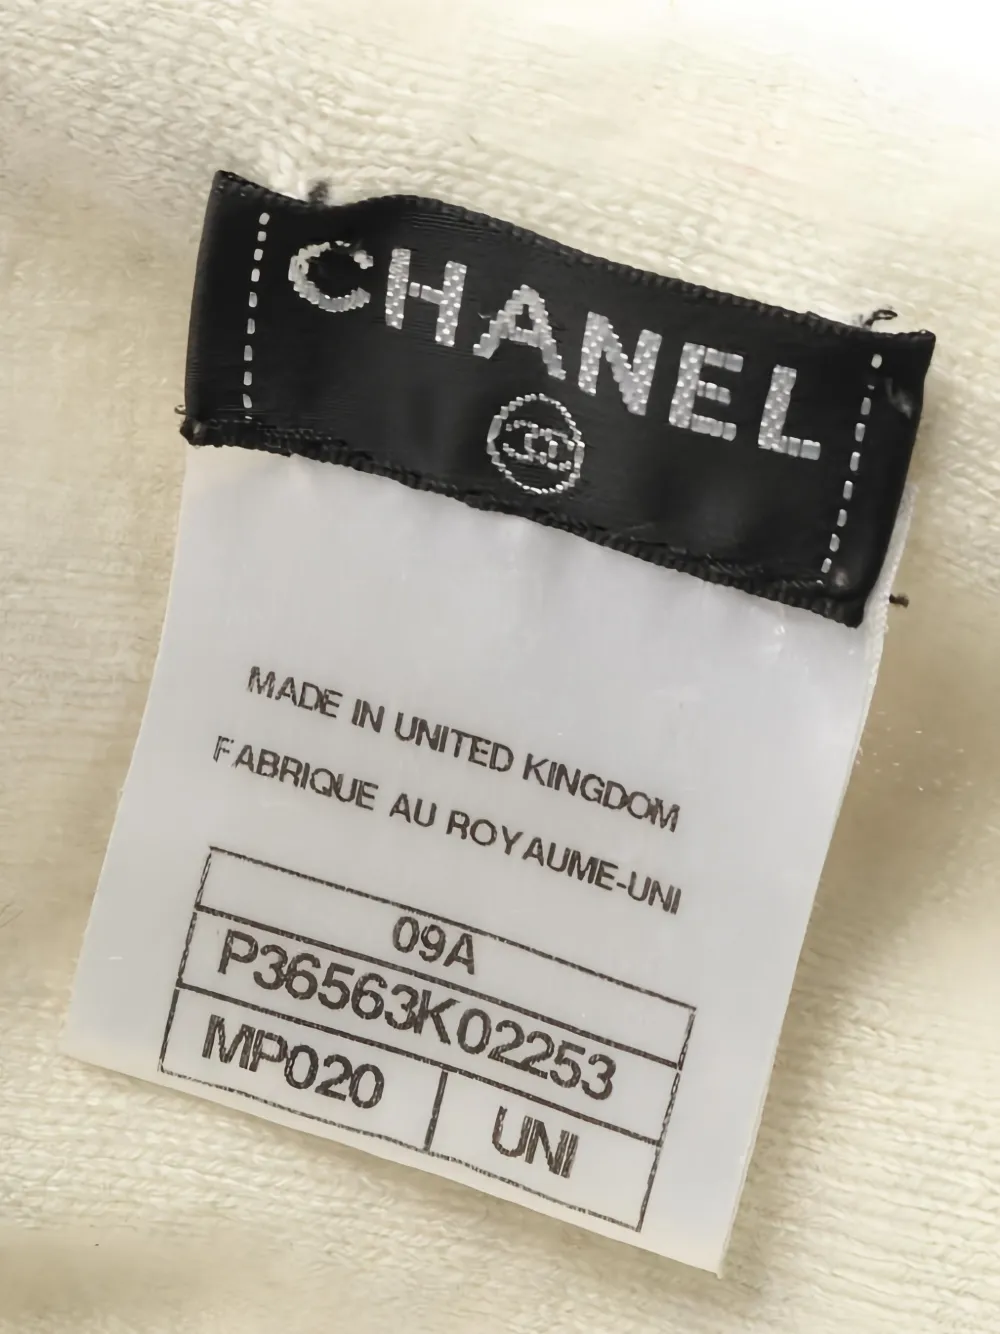 CHANEL
MADE IN UNITED KINGDOM
FABRIQUE AU ROYAUME-UNI
09A
P36563K02253
MP020
UNI